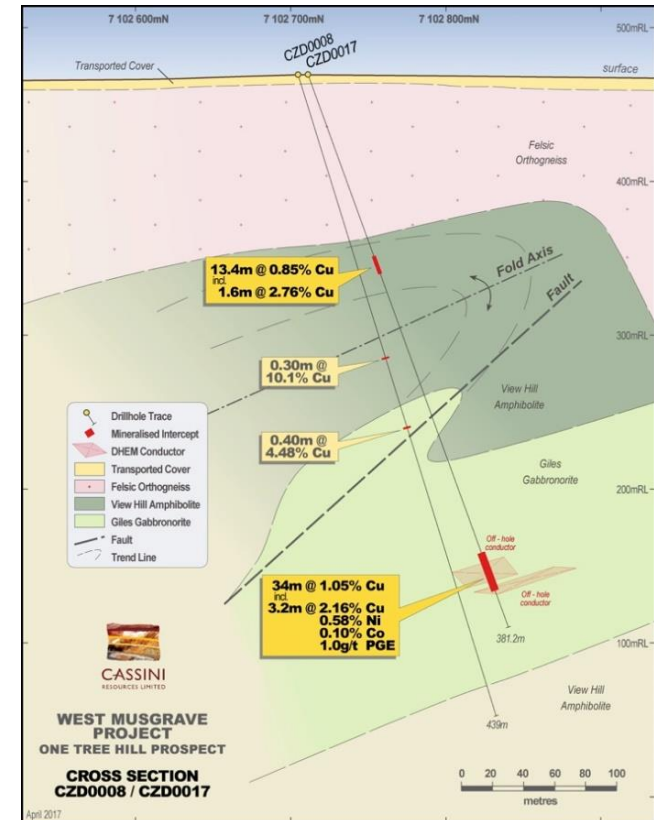 7 102 600mN
7 102 700mN
7 102 800mN
500mRL
CZD0008
CZD0017
Transported Cover
surface
Felsic
Orthogneiss
400mRL
13.4m @ 0.85% Cu
incl.
1.6m @ 2.76% Cu
Fold Axis
Fault
300mRL
0.30m @
10.1% Cu
View Hill
Amphibolite
0.40m @
4.48% Cu
Giles
Gabbronorite
200mRL
Drillhole Trace
Mineralised Intercept
DHEM Conductor
Transported Cover
Felsic Orthogneiss
View Hill Amphibolite
Giles Gabbronorite
Fault
Trend Line
Off - hole
conductor
34m @ 1.05% Cu
incl.
3.2m @ 2.16% Cu
0.58% Ni
0.10% Co
1.0g/t PGE
Off - hole
conductor
381.2m
100mRL
CASSINI
RESOURCES LIMITED
View Hill
Amphibolite
439m
WEST MUSGRAVE
PROJECT
ONE TREE HILL PROSPECT
CROSS SECTION
CZD0008 / CZD0017
0 20 40 60 80 100
metres
April 2017